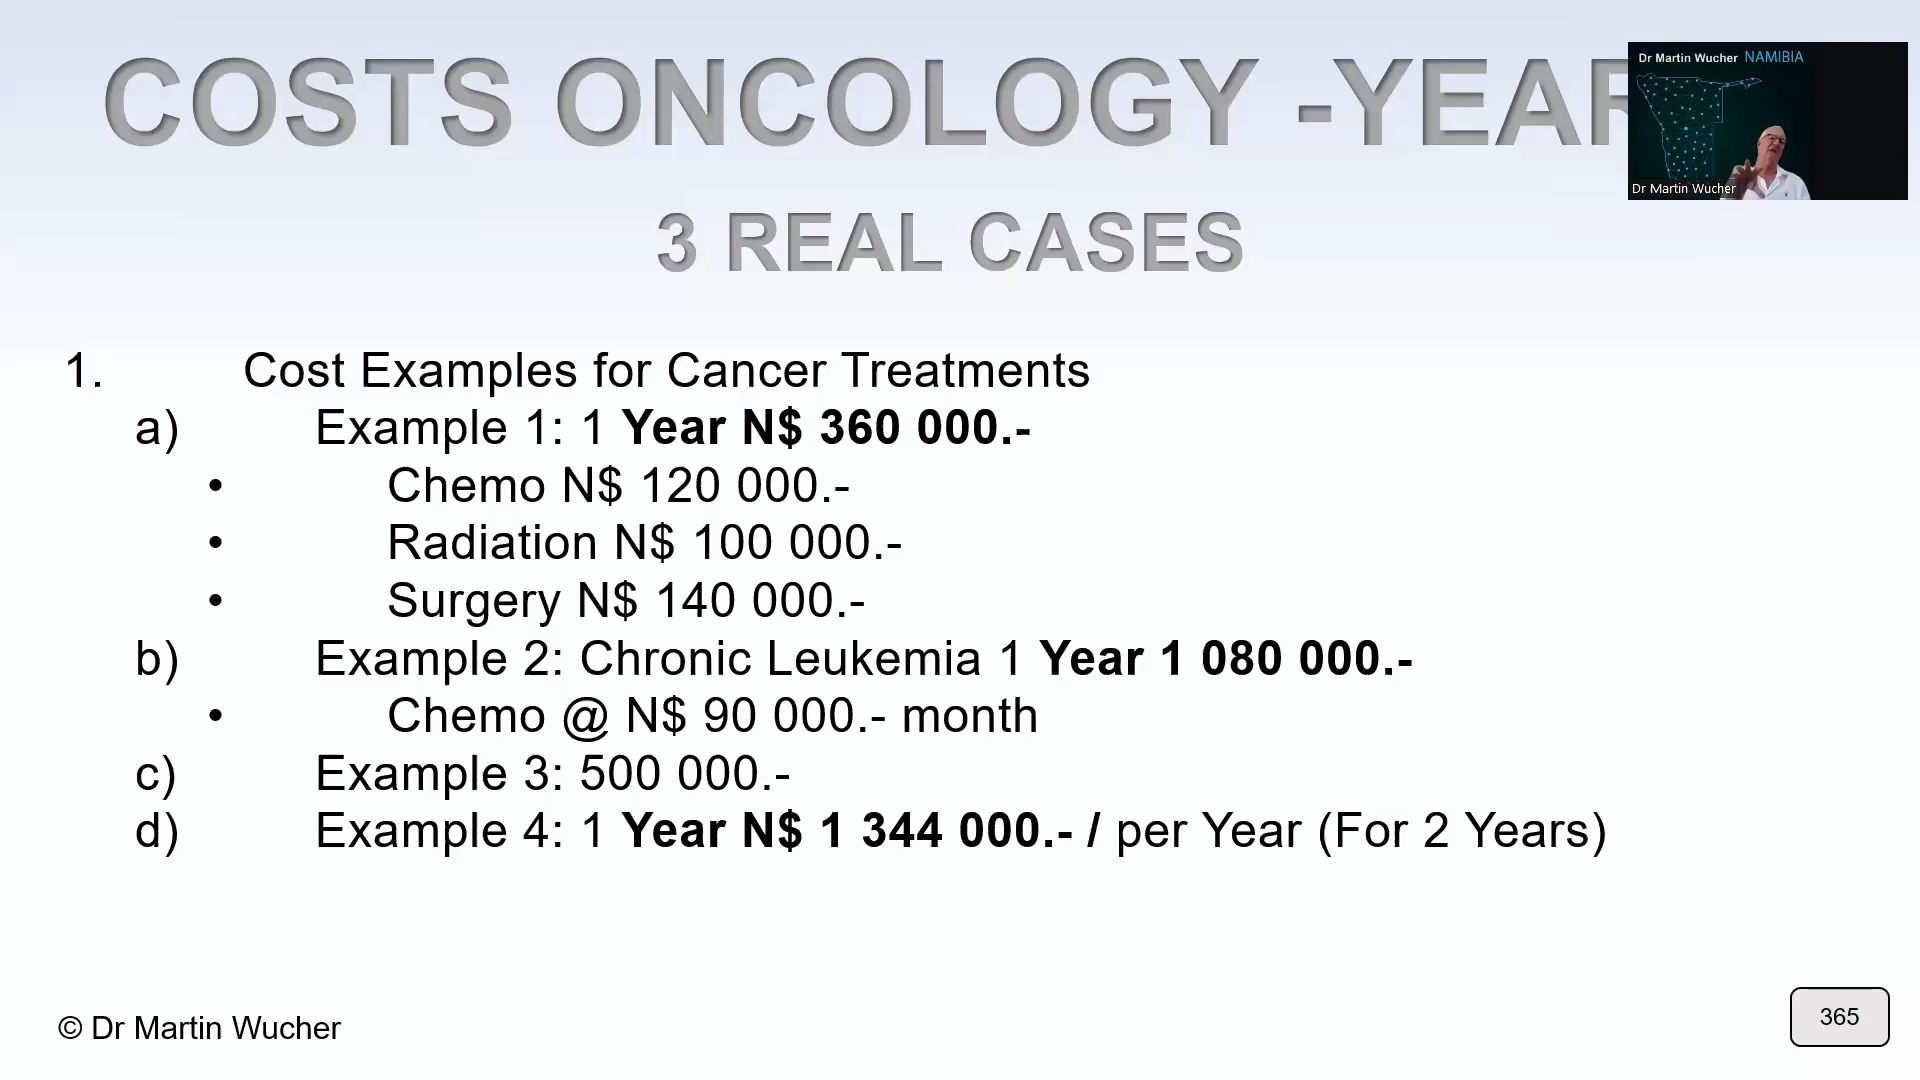 COSTS ONCOLOGY -YEAR
Dr Martin Wucher NAMIBIA
Dr Martin Wucher
3 REAL CASES
1. Cost Examples for Cancer Treatments
a) Example 1: 1 Year N$ 360 000.-
• Chemo N$ 120 000.-
• Radiation N$ 100 000.-
• Surgery N$ 140 000.-
b) Example 2: Chronic Leukemia 1 Year 1 080 000.-
• Chemo @ N$ 90 000.- month
c) Example 3: 500 000.-
d) Example 4: 1 Year N$ 1 344 000.- / per Year (For 2 Years)
© Dr Martin Wucher
365